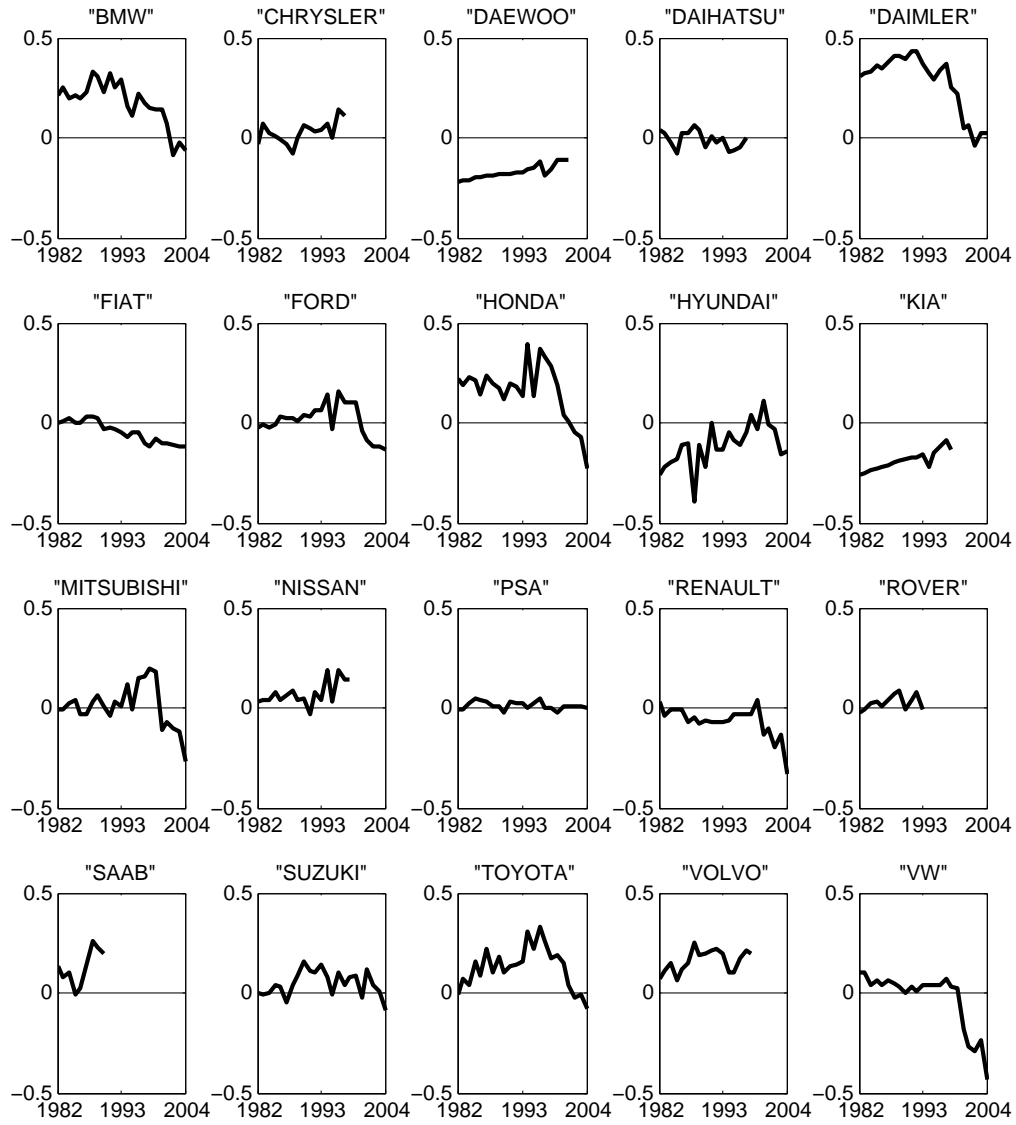 "BMW" "CHRYSLER" "DAEWOO" "DAIHATSU" "DAIMLER"
0.5 0.5 0.5 0.5 0.5
0 0 0 0 0
−0.5 −0.5 −0.5 −0.5 −0.5
1982 1993 2004 1982 1993 2004 1982 1993 2004 1982 1993 2004 1982 1993 2004
"FIAT" "FORD" "HONDA" "HYUNDAI" "KIA"
0.5 0.5 0.5 0.5 0.5
0 0 0 0 0
−0.5 −0.5 −0.5 −0.5 −0.5
1982 1993 2004 1982 1993 2004 1982 1993 2004 1982 1993 2004 1982 1993 2004
"MITSUBISHI" "NISSAN" "PSA" "RENAULT" "ROVER"
0.5 0.5 0.5 0.5 0.5
0 0 0 0 0
−0.5 −0.5 −0.5 −0.5 −0.5
1982 1993 2004 1982 1993 2004 1982 1993 2004 1982 1993 2004 1982 1993 2004
"SAAB" "SUZUKI" "TOYOTA" "VOLVO" "VW"
0.5 0.5 0.5 0.5 0.5
0 0 0 0 0
−0.5 −0.5 −0.5 −0.5 −0.5
1982 1993 2004 1982 1993 2004 1982 1993 2004 1982 1993 2004 1982 1993 2004